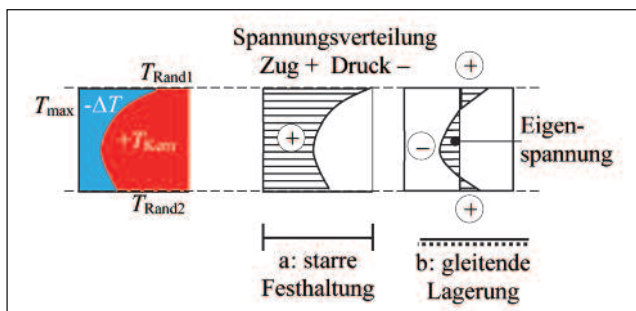 Spannungsverteilung
Zug + Druck –
T_Rand1
T_max
-ΔT
+T_Kern
T_Rand2
+
+
–
+
Eigen-
spannung
a: starre
Festhaltung
b: gleitende
Lagerung